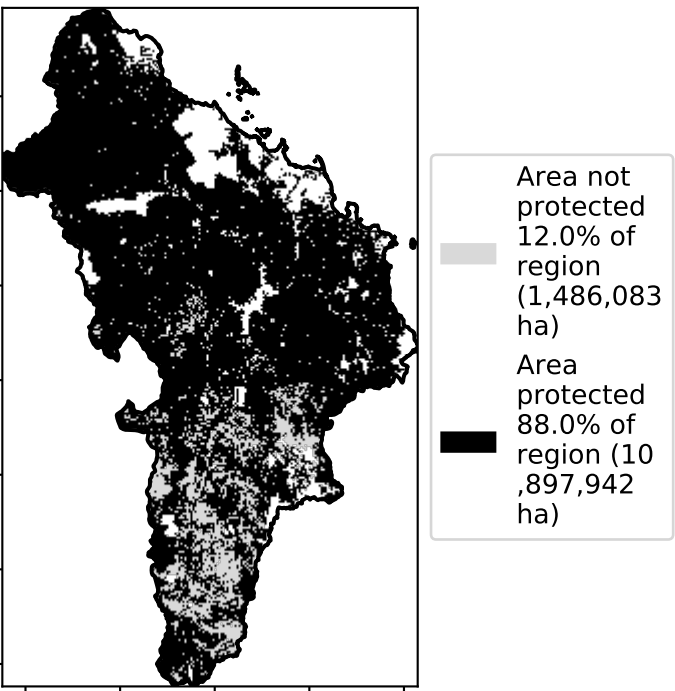 Area not
protected
12.0% of
region
(1,486,083
ha)
Area
protected
88.0% of
region (10
,897,942
ha)